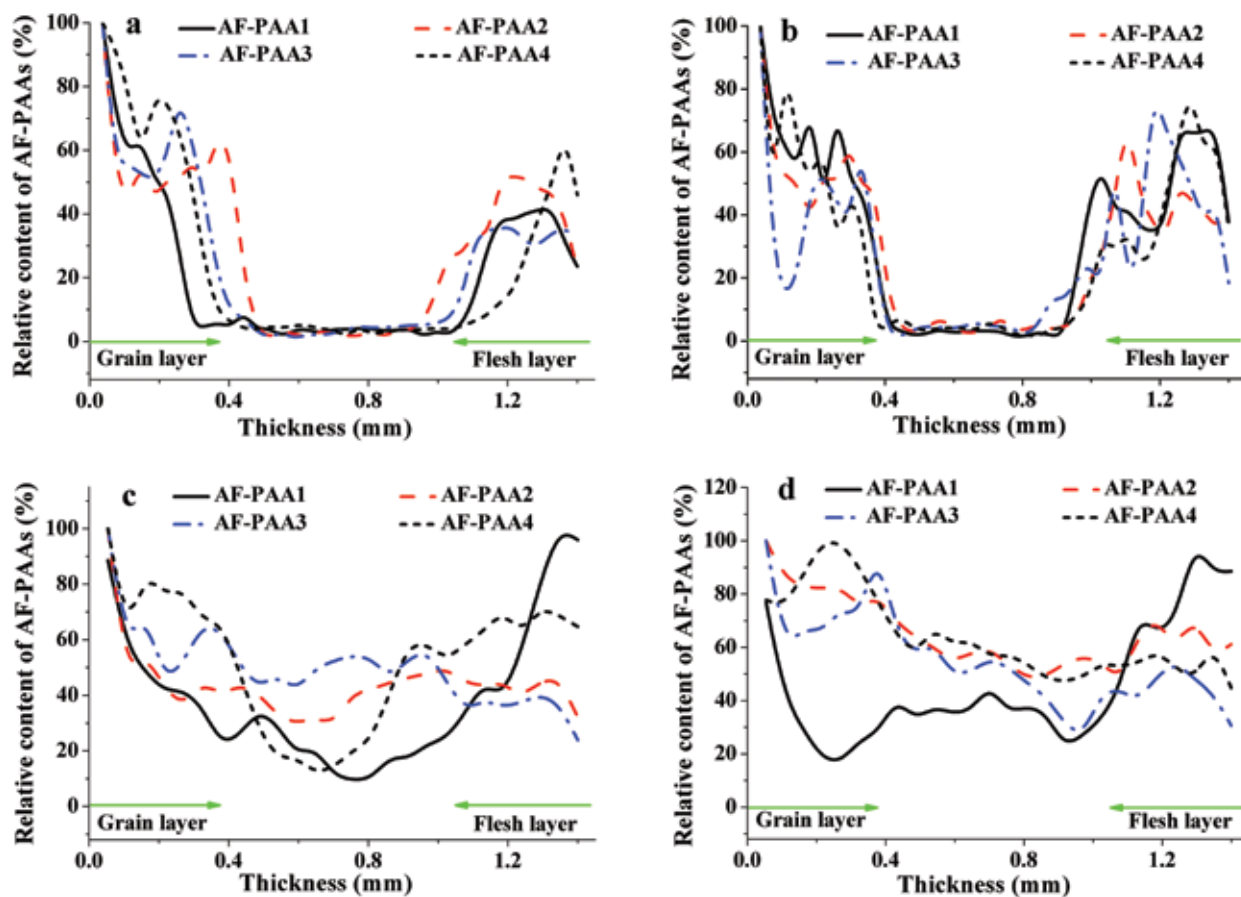 a
AF-PAA1
AF-PAA2
AF-PAA3
AF-PAA4
Relative content of AF-PAAs (%)
100
80
60
40
20
0
Grain layer
Flesh layer
0.0
0.4
0.8
1.2
Thickness (mm)
b
AF-PAA1
AF-PAA2
AF-PAA3
AF-PAA4
Relative content of AF-PAAs (%)
100
80
60
40
20
0
Grain layer
Flesh layer
0.0
0.4
0.8
1.2
Thickness (mm)
c
AF-PAA1
AF-PAA2
AF-PAA3
AF-PAA4
Relative content of AF-PAAs (%)
100
80
60
40
20
0
Grain layer
Flesh layer
0.0
0.4
0.8
1.2
Thickness (mm)
d
AF-PAA1
AF-PAA2
AF-PAA3
AF-PAA4
Relative content of AF-PAAs (%)
120
100
80
60
40
20
0
Grain layer
Flesh layer
0.0
0.4
0.8
1.2
Thickness (mm)